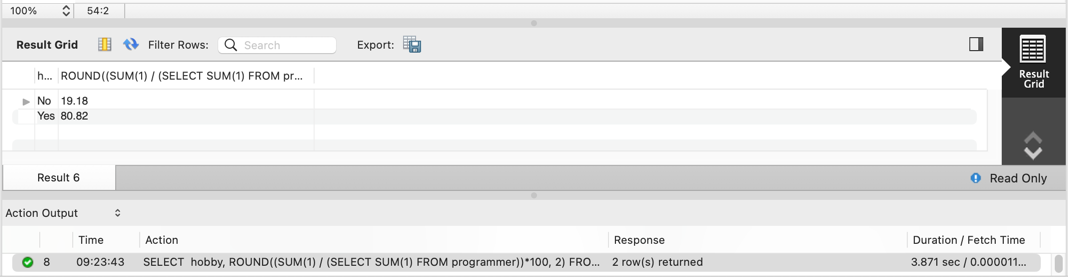 100% 54:2
Result Grid Filter Rows: Search Export:
h... ROUND((SUM(1) / (SELECT SUM(1) FROM pr...
No 19.18
Yes 80.82
Result
Grid
Result 6 Read Only
Action Output
Time Action Response Duration / Fetch Time
8 09:23:43 SELECT hobby, ROUND((SUM(1) / (SELECT SUM(1) FROM programmer))*100, 2) FRO... 2 row(s) returned 3.871 sec / 0.000011...